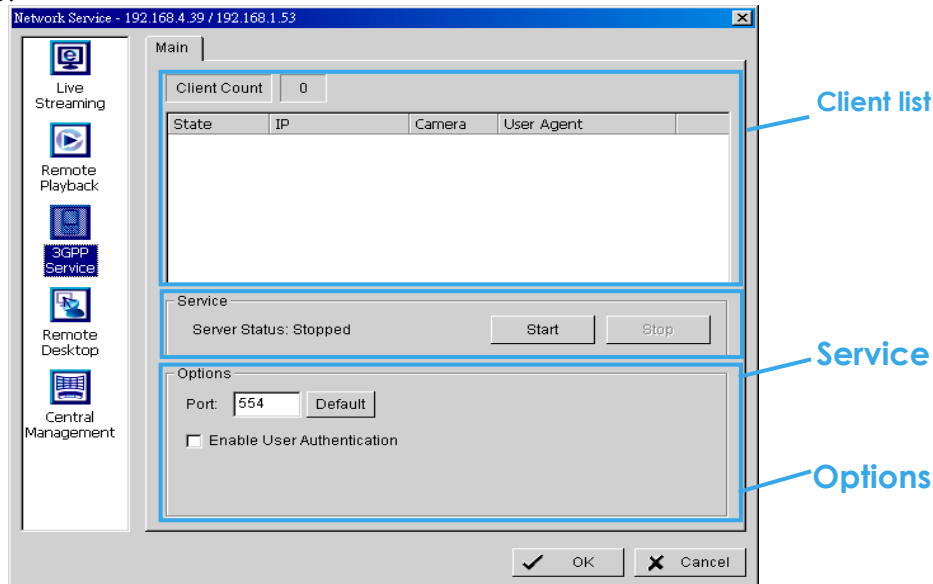 Network Service - 192.168.4.39 / 192.168.1.53
Live
Streaming
Remote
Playback
3GPP
Service
Remote
Desktop
Central
Management
Main
Client Count 0
State IP Camera User Agent
Service
Server Status: Stopped Start Stop
Options
Port: 554 Default
Enable User Authentication
OK Cancel
Client list
Service
Options